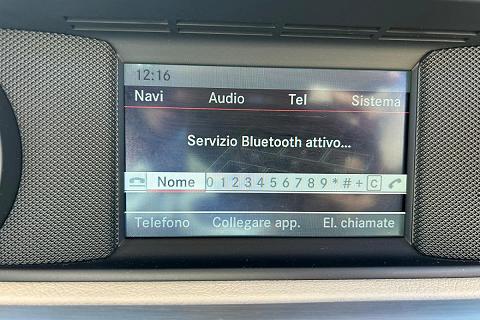 12:16
Navi Audio Tel Sistema
Servizio Bluetooth attivo...
Nome 0 1 2 3 4 5 6 7 8 9 * # + C
Telefono Collegare app. El. chiamate